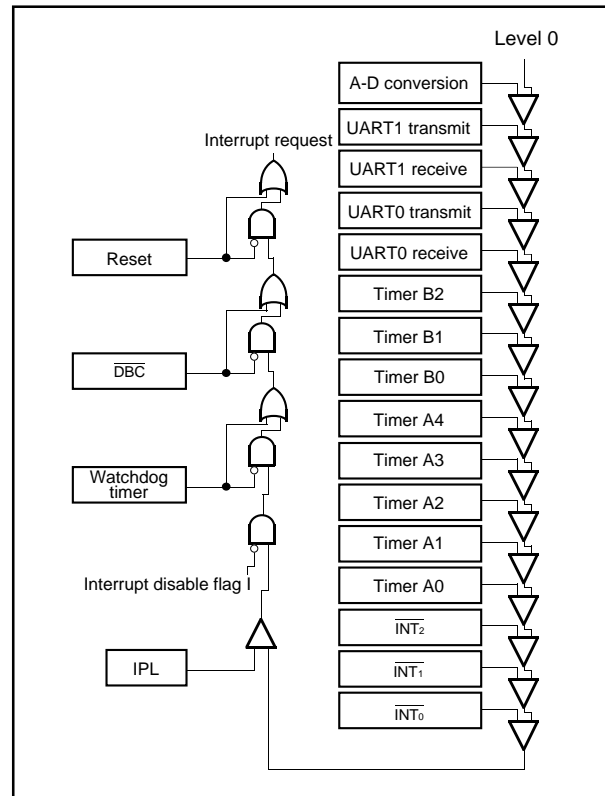 Level 0
A-D conversion
UART1 transmit
Interrupt request
UART1 receive
UART0 transmit
Reset
UART0 receive
Timer B2
Timer B1
DBC
Timer B0
Timer A4
Timer A3
Watchdog
timer
Timer A2
Timer A1
Interrupt disable flag I
Timer A0
INT2
IPL
INT1
INT0